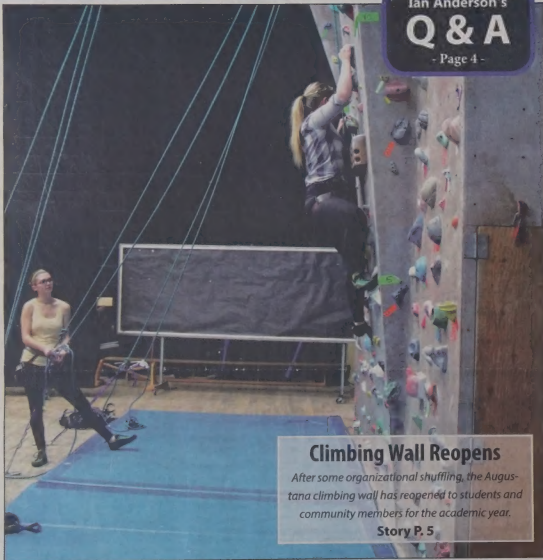 Ian Anderson's
Q & A
- Page 4 -
Climbing Wall Reopens
After some organizational shuffling, the Augus-
tana climbing wall has reopened to students and
community members for the academic year.
Story P. 5